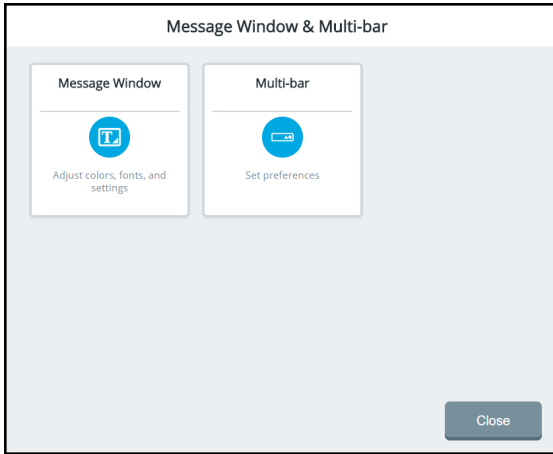 Message Window & Multi-bar
Message Window
Adjust colors, fonts, and
settings
Multi-bar
Set preferences
Close